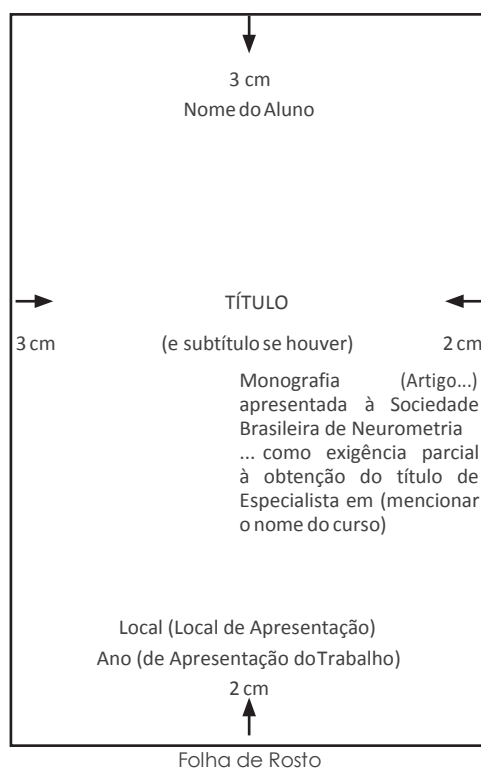 3 cm
Nome do Aluno
TÍTULO
3 cm (e subtítulo se houver) 2 cm
Monografia (Artigo...)
apresentada à Sociedade
Brasileira de Neurometria
... como exigência parcial
à obtenção do título de
Especialista em (mencionar
o nome do curso)
Local (Local de Apresentação)
Ano (de Apresentação do Trabalho)
2 cm
Folha de Rosto